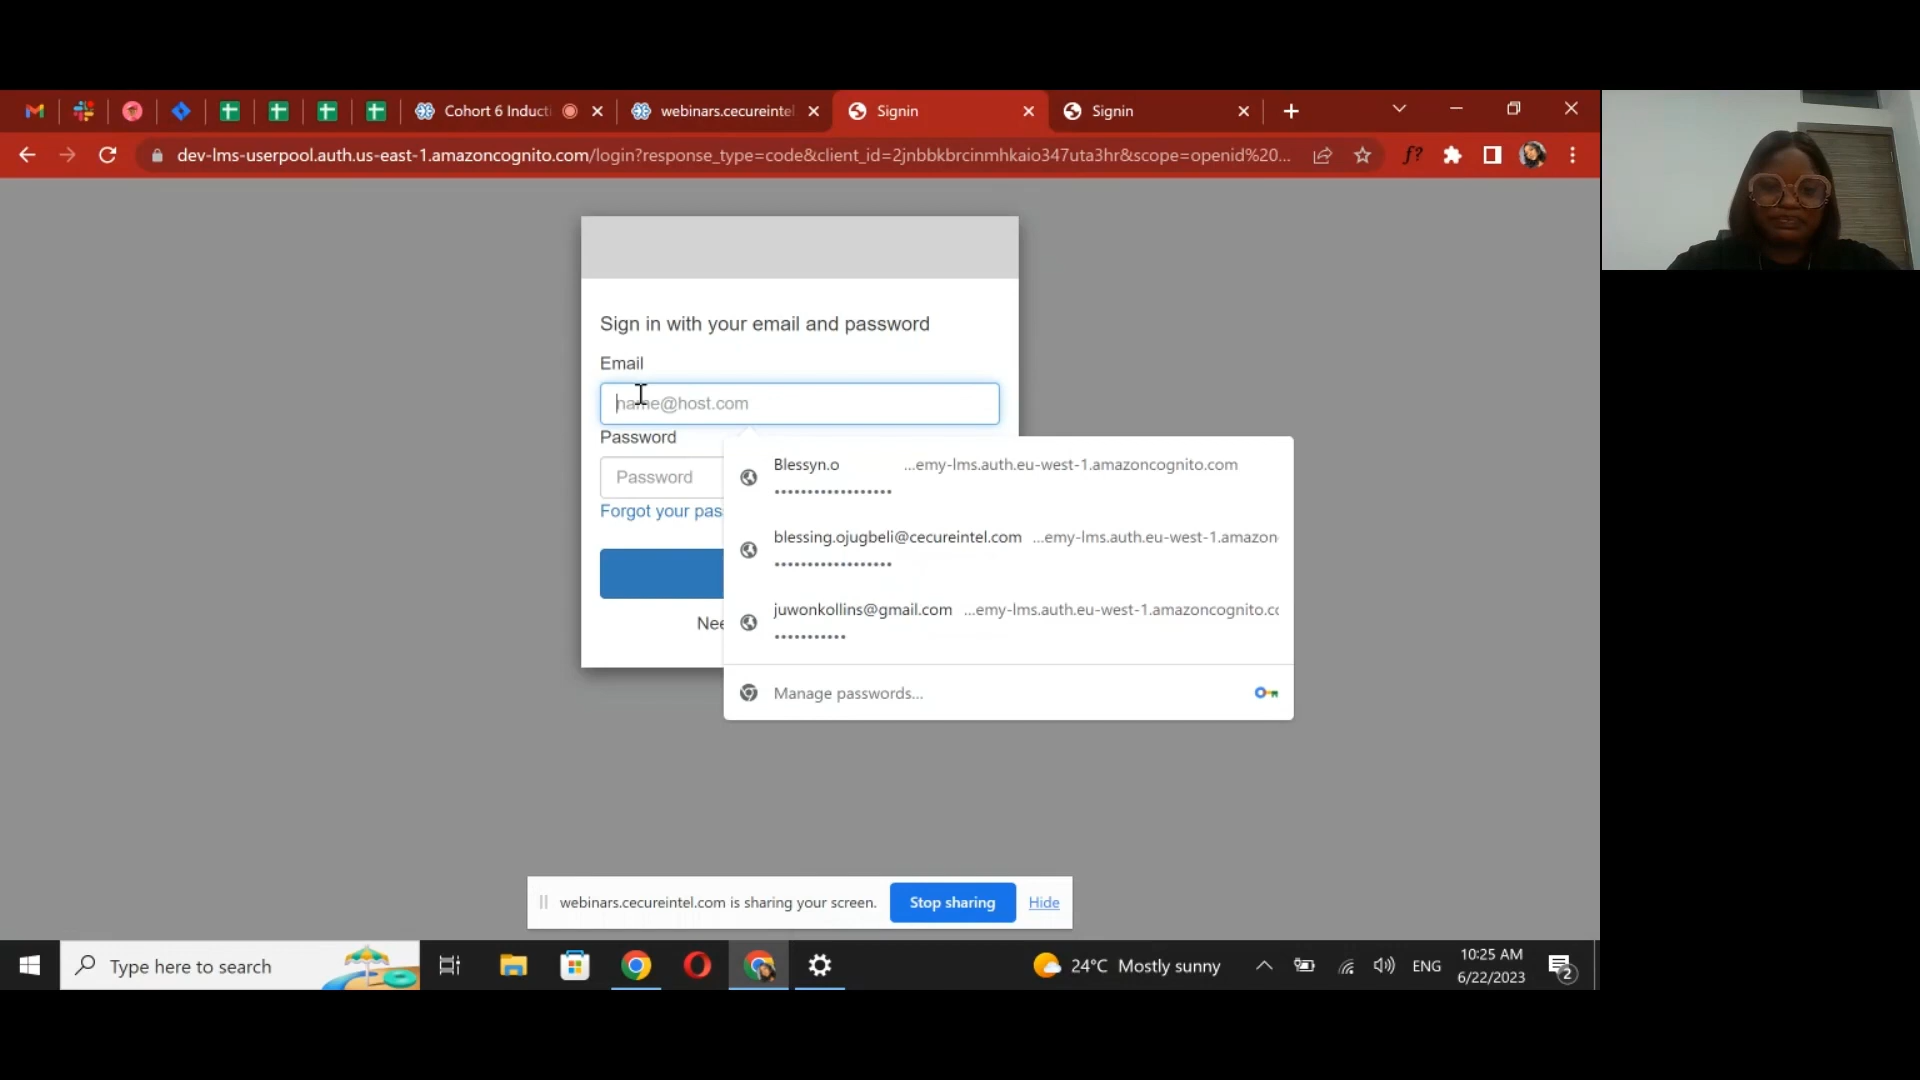 Cohort 6 Inducti
webinars.cecureintel
Signin
Signin
dev-lms-userpool.auth.us-east-1.amazoncognito.com/login?response_type=code&client_id=2jnbbkbrcinmhkaio347uta3hr&scope=openid%20...
f?
Sign in with your email and password
Email
name@host.com
Password
Password
Forgot your pas
Nee
Blessyn.o ...emy-lms.auth.eu-west-1.amazoncognito.com
••••••••••••••••••
blessing.ojugbeli@cecureintel.com ...emy-lms.auth.eu-west-1.amazon
••••••••••••••••••
juwonkollins@gmail.com ...emy-lms.auth.eu-west-1.amazoncognito.cc
•••••••••••
Manage passwords...
webinars.cecureintel.com is sharing your screen.
Stop sharing
Hide
Type here to search
24°C Mostly sunny
ENG
10:25 AM
6/22/2023
2